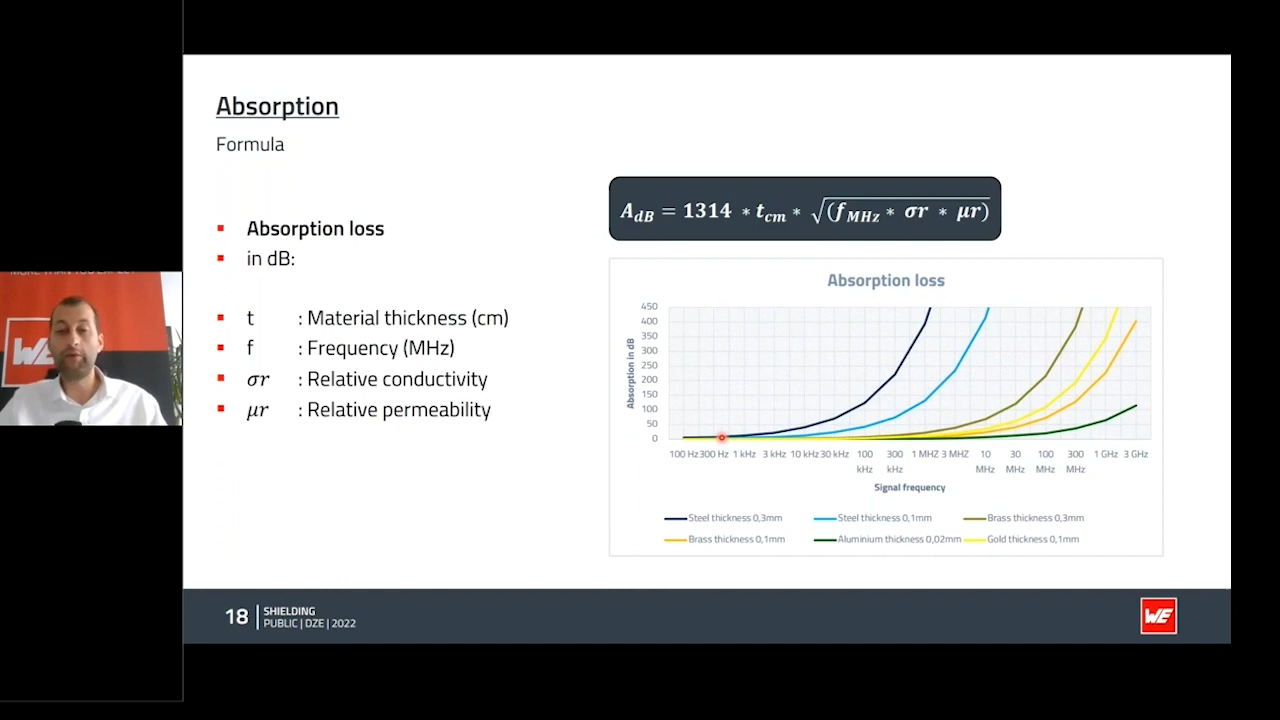 MORE THAN YOU EXPECT
WE
Absorption
Formula
Absorption loss
in dB:
t : Material thickness (cm)
f : Frequency (MHz)
σr : Relative conductivity
μr : Relative permeability
A_dB = 1314 * t_cm * √(f_MHz * σr * μr)
Absorption loss
Absorption in dB
450
400
350
300
250
200
150
100
50
0
100 Hz 300 Hz 1 kHz 3 kHz 10 kHz 30 kHz 100 kHz 300 kHz 1 MHZ 3 MHZ 10 MHz 30 MHz 100 MHz 300 MHz 1 GHz 3 GHz
Signal frequency
Steel thickness 0,3mm Steel thickness 0,1mm Brass thickness 0,3mm
Brass thickness 0,1mm Aluminium thickness 0,02mm Gold thickness 0,1mm
18 SHIELDING
PUBLIC | DZE | 2022
WE